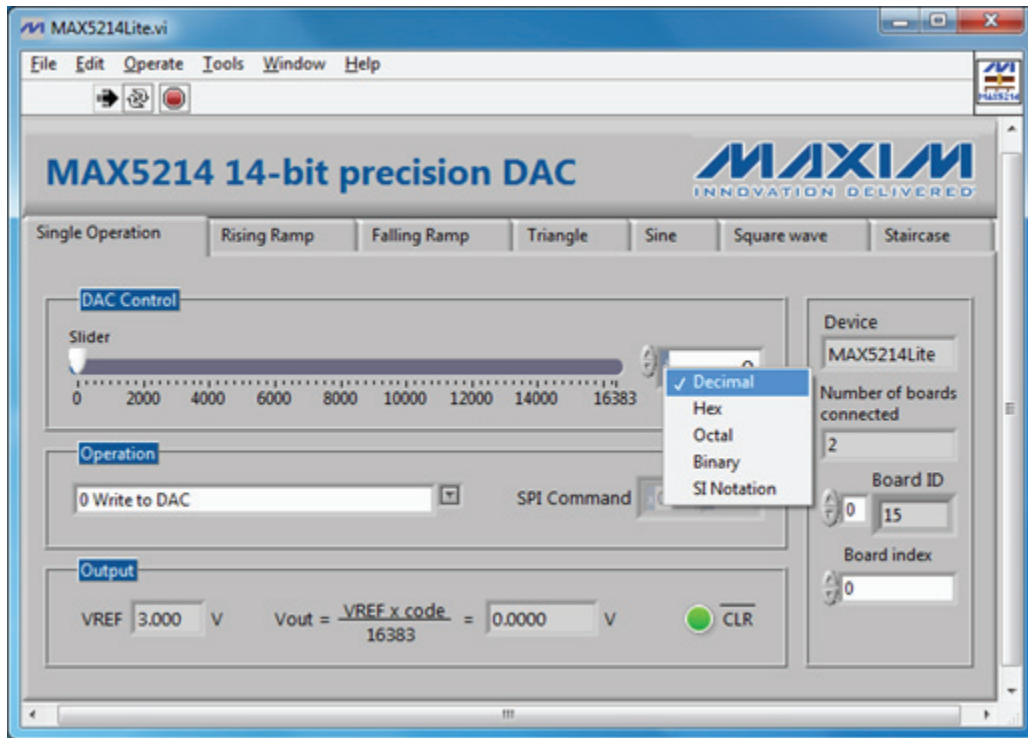 MAX5214Lite.vi
File Edit Operate Tools Window Help
MAX5214
MAX5214 14-bit precision DAC
MAXIM
INNOVATION DELIVERED
Single Operation Rising Ramp Falling Ramp Triangle Sine Square wave Staircase
DAC Control
Slider
0 2000 4000 6000 8000 10000 12000 14000 16383
✓ Decimal
Hex
Octal
Binary
SI Notation
Operation
0 Write to DAC
SPI Command
Output
VREF 3.000 V Vout = VREF x code = 0.0000 V CLR
16383
Device
MAX5214Lite
Number of boards
connected
2
Board ID
0 15
Board index
0